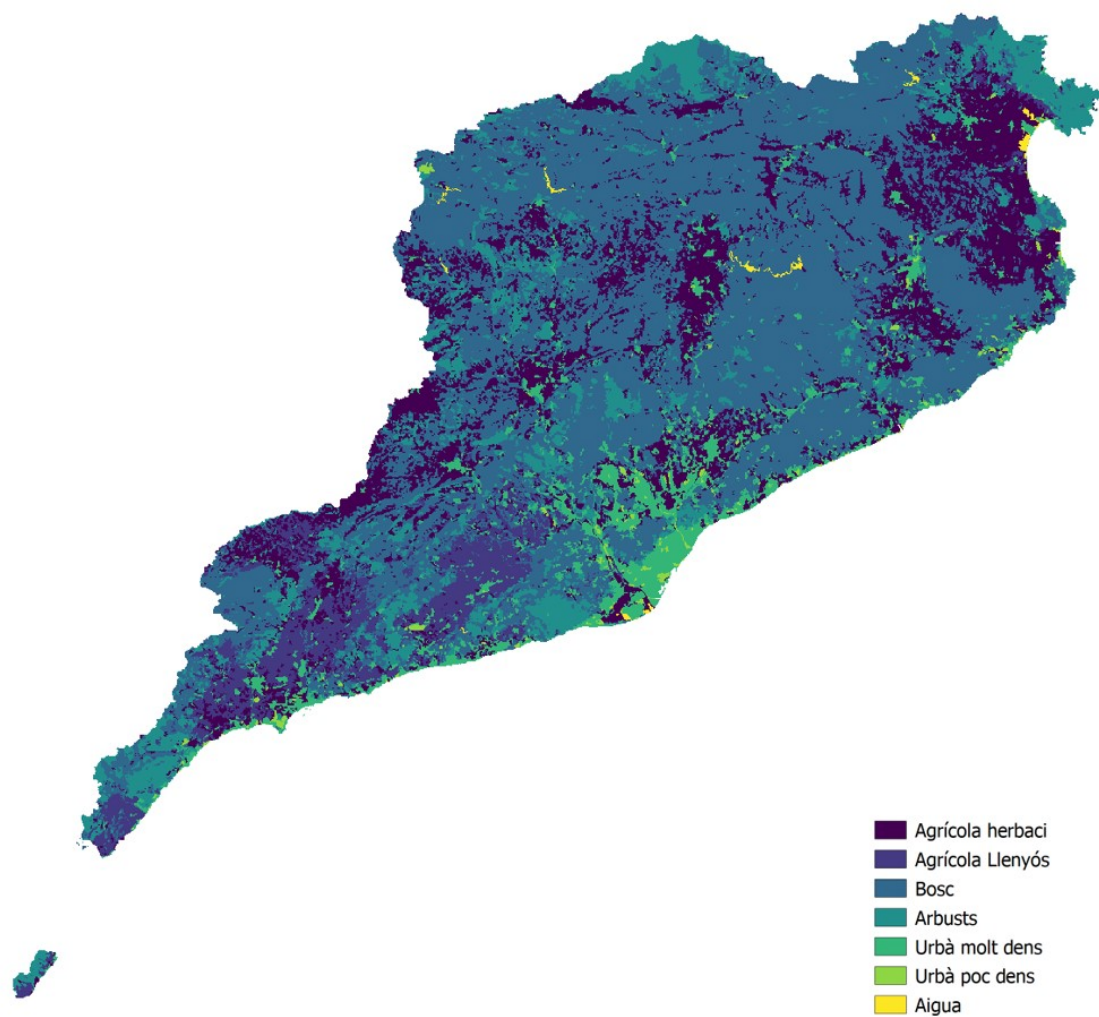 Agrícola herbaci
Agrícola Llenyós
Bosc
Arbusts
Urbà molt dens
Urbà poc dens
Aigua